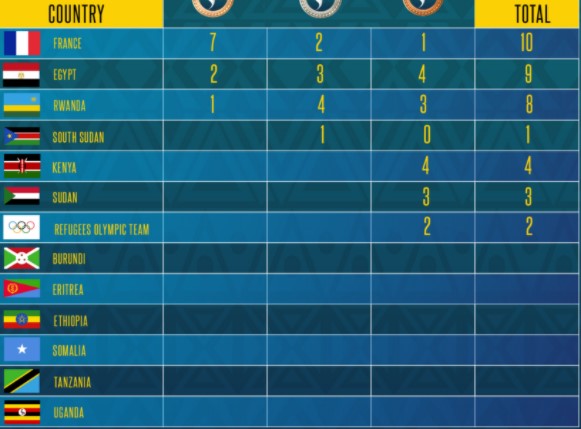 COUNTRY TOTAL
FRANCE 7 2 1 10
EGYPT 2 3 4 9
RWANDA 1 4 3 8
SOUTH SUDAN 1 0 1
KENYA 4 4
SUDAN 3 3
REFUGEES OLYMPIC TEAM 2 2
BURUNDI
ERITREA
ETHIOPIA
SOMALIA
TANZANIA
UGANDA